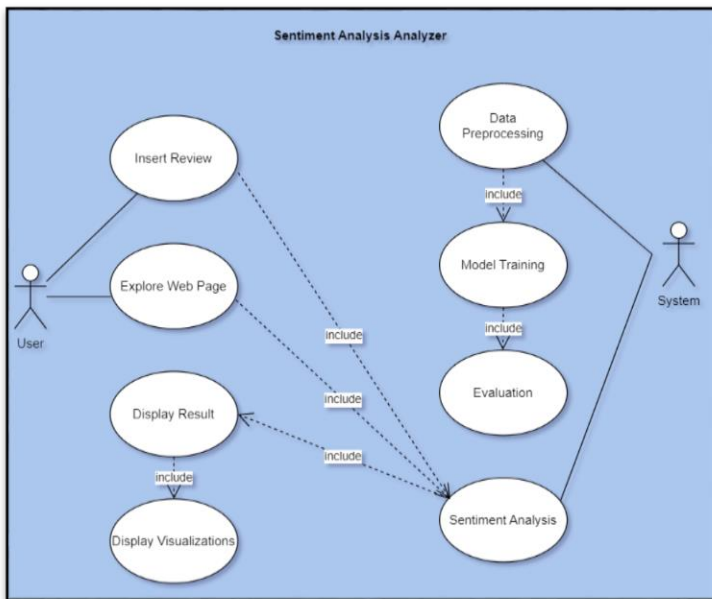 Sentiment Analysis Analyzer
Data
Preprocessing
Insert Review
include
Explore Web Page
Model Training
User
System
include
include
Display Result
include
Evaluation
include
include
Display Visualizations
Sentiment Analysis